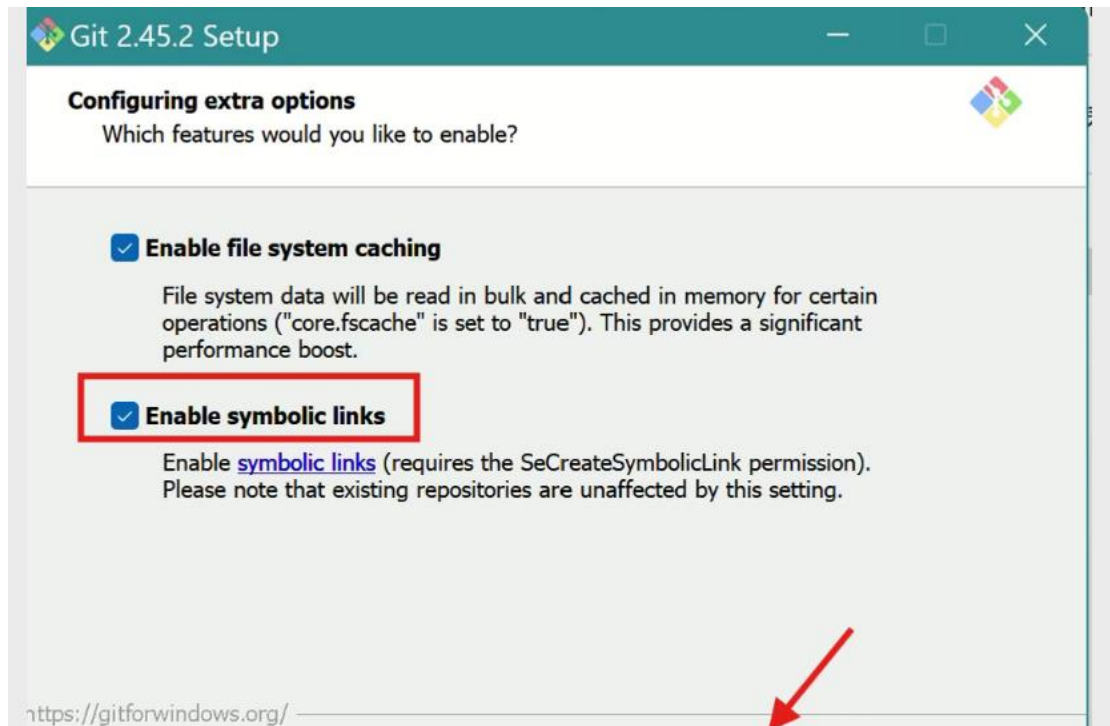 Git 2.45.2 Setup
Configuring extra options
Which features would you like to enable?
Enable file system caching
File system data will be read in bulk and cached in memory for certain
operations ("core.fscache" is set to "true"). This provides a significant
performance boost.
Enable symbolic links
Enable symbolic links (requires the SeCreateSymbolicLink permission).
Please note that existing repositories are unaffected by this setting.
https://gitforwindows.org/